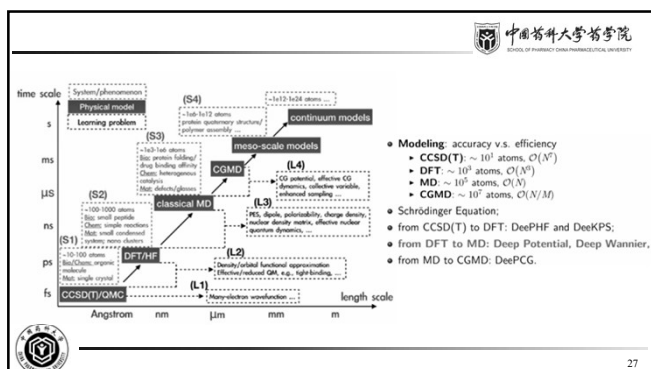 中国药科大学药学院
SCHOOL OF PHARMACY CHINA PHARMACEUTICAL UNIVERSITY
time scale
System/phenomenon
Physical model
Learning problem
s
ms
μS
ns
ps
fs
(S4)
~1e6-1e12 atoms
protein quaternary structure/
polymer assembly ...
~1e12-1e24 atoms ...
continuum models
meso-scale models
(S3)
~1e3-1e6 atoms
Bio: protein folding/
drug binding affinity
Chem: heterogenous
catalysis
Mat: defects/glasses
CGMD
(L4)
CG potential, effective CG
dynamics, collective variable,
enhanced sampling ...
(S2)
~100-1000 atoms
Bio: small peptide
Chem: simple reactions
Mat: small condensed
system; nano clusters
classical MD
(L3)
PES, dipole, polarizability, charge density,
nuclear density matrix, effective nuclear
quantum dynamics, ...
(S1)
~10-100 atoms
Bio/Chem: organic
molecule
Mat: single crystal
DFT/HF
(L2)
Density/orbital functional approximation
Effective/reduced QM, e.g., tight-binding, ...
CCSD(T)/QMC
(L1)
Many-electron wavefunction ...
length scale
Angstrom nm μm mm m
Modeling: accuracy v.s. efficiency
CCSD(T): ~ 10¹ atoms, O(N⁷)
DFT: ~ 10³ atoms, O(N³)
MD: ~ 10⁵ atoms, O(N)
CGMD: ~ 10⁷ atoms, O(N/M)
Schrödinger Equation;
from CCSD(T) to DFT: DeePHF and DeeKPS;
from DFT to MD: Deep Potential, Deep Wannier,
from MD to CGMD: DeePCG.
27